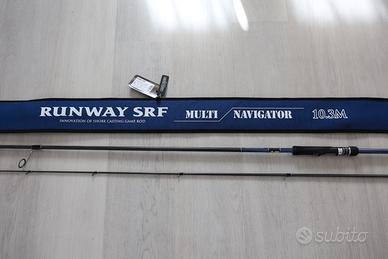 RUNWAY SRF MULTI / NAVIGATOR 10.3M
INNOVATION OF SHORE CASTING GAME ROD
subito